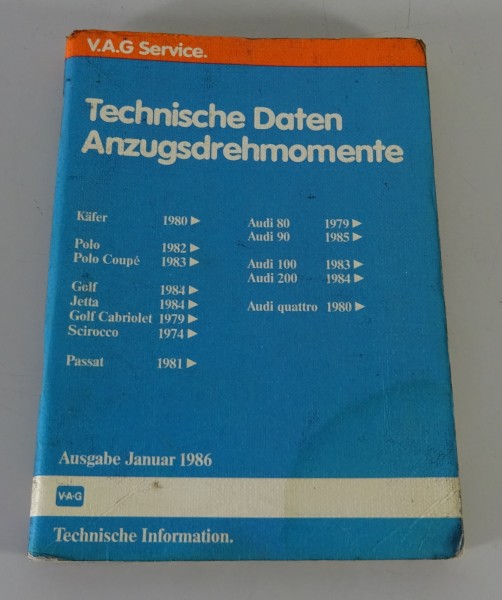 V.A.G Service.
Technische Daten
Anzugsdrehmomente
Käfer 1980 ►
Polo 1982 ►
Polo Coupé 1983 ►
Golf 1984 ►
Jetta 1984 ►
Golf Cabriolet 1979 ►
Scirocco 1974 ►
Passat 1981 ►
Audi 80 1979 ►
Audi 90 1985 ►
Audi 100 1983 ►
Audi 200 1984 ►
Audi quattro 1980 ►
Ausgabe Januar 1986
V·A·G
Technische Information.